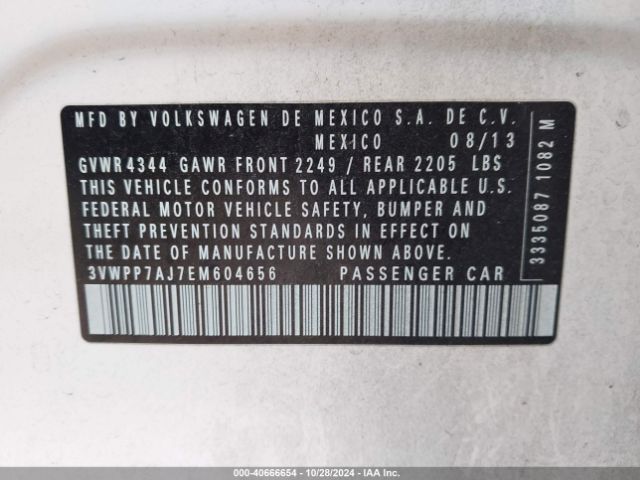 MFD BY VOLKSWAGEN DE MEXICO S.A. DE C.V.
MEXICO 08/13
GVWR 4344 GAWR FRONT 2249 / REAR 2205 LBS
THIS VEHICLE CONFORMS TO ALL APPLICABLE U.S.
FEDERAL MOTOR VEHICLE SAFETY, BUMPER AND
THEFT PREVENTION STANDARDS IN EFFECT ON
THE DATE OF MANUFACTURE SHOWN ABOVE.
3VWPP7AJ7EM604656 PASSENGER CAR
3335087 1082 M
000-40666654 | 10/28/2024 | IAA Inc.